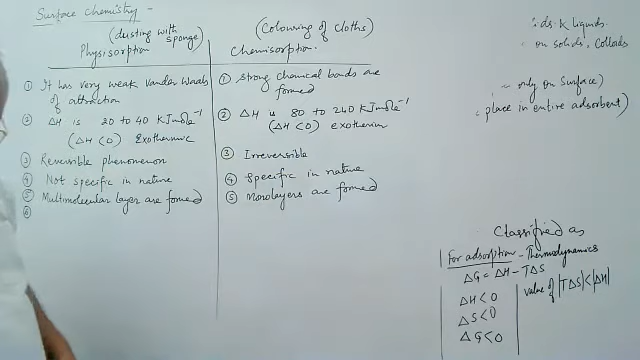 Surface Chemistry -
(dusting with sponge)
Physisorption
(Colouring of Cloths)
Chemisorption.
① It has very weak Vander Waals
of attraction
② ΔH is 20 to 40 KJmole⁻¹
(ΔH<0) Exothermic
③ Reversible phenomenon
④ Not specific in nature
⑤ Multimolecular layer are formed
⑥
① strong chemical bonds are
formed
② ΔH is 80 to 240 KJmole⁻¹
(ΔH<0) exotherm
③ Irreversible
④ Specific in nature
⑤ Monolayers are formed
liquids
on solids, Colloids
only on Surface)
place in entire adsorbent)
Classified as
For adsorption - Thermodynamics
ΔG = ΔH - TΔS
ΔH<0
ΔS<0
ΔG<0
value of |TΔS|<|ΔH|